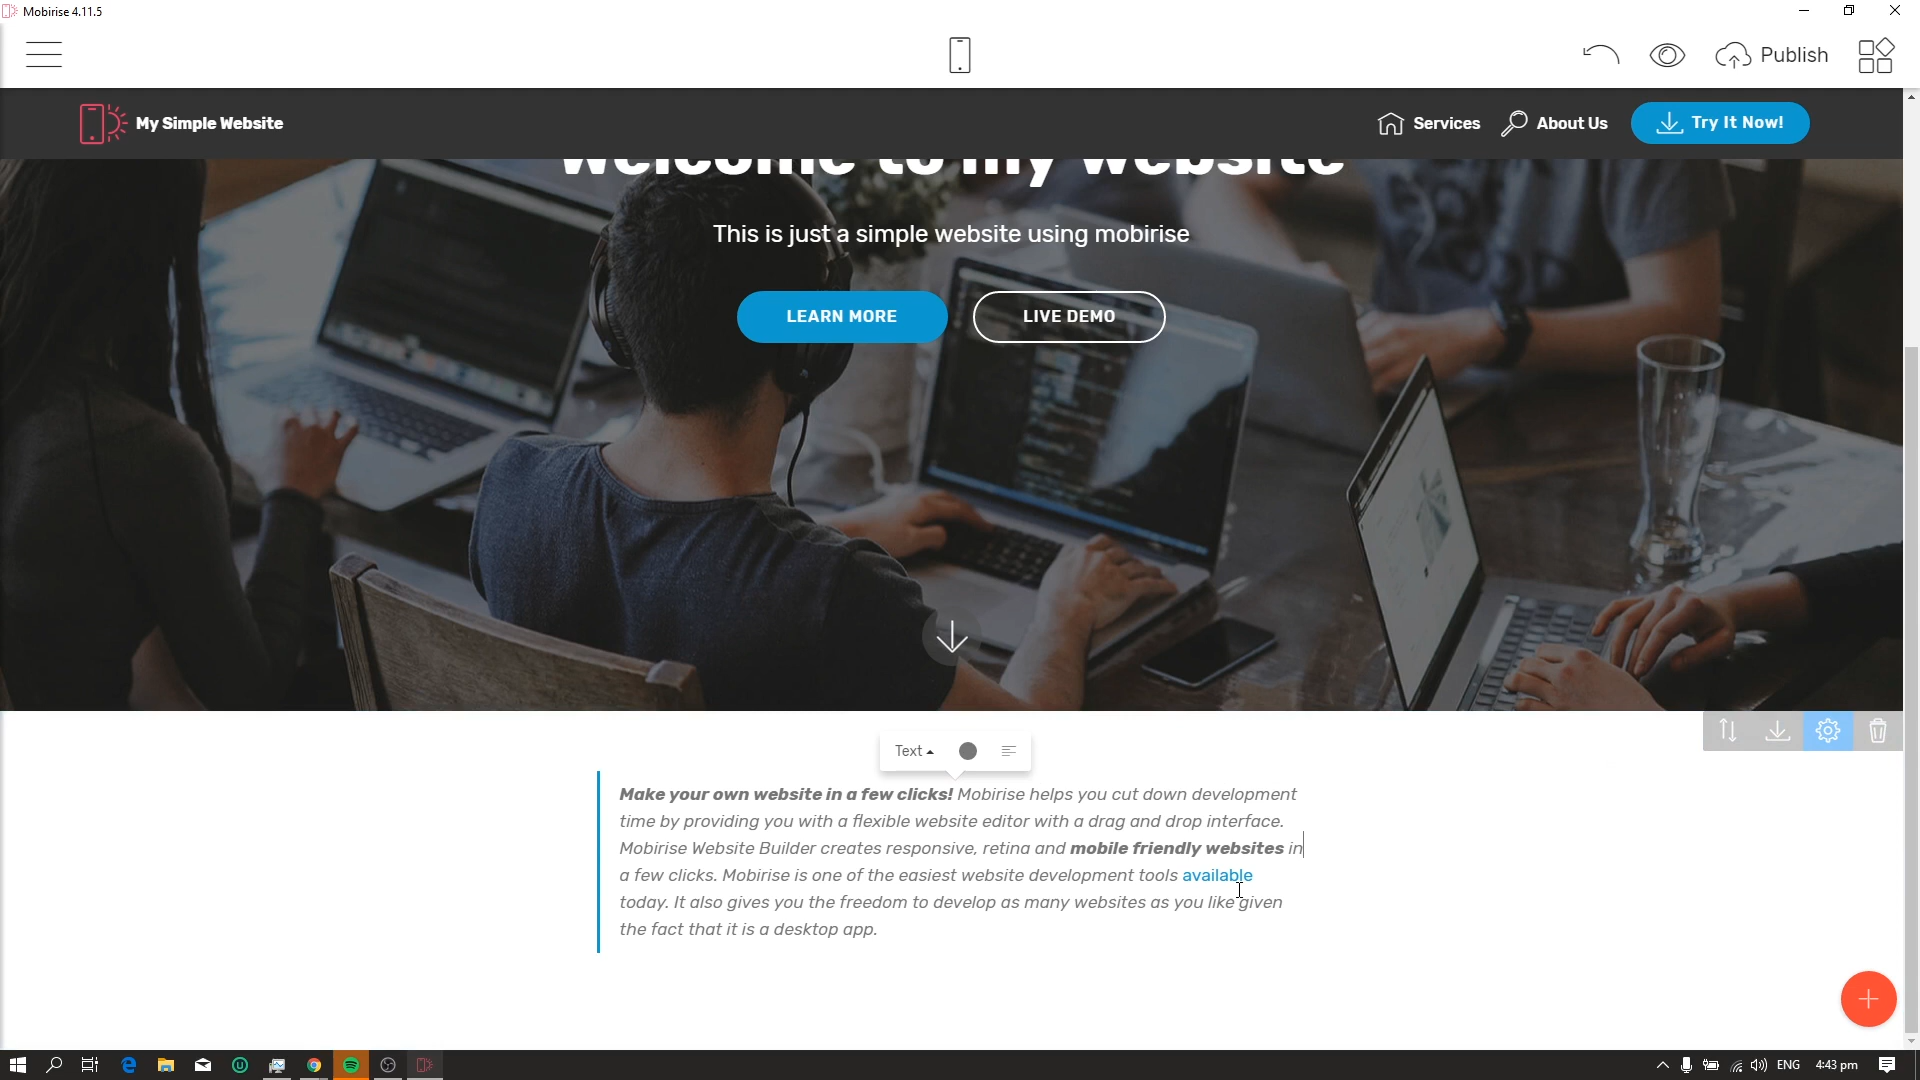 Mobirise 4.11.5
Publish
My Simple Website
Services
About Us
Try It Now!
Welcome to my website
This is just a simple website using mobirise
LEARN MORE
LIVE DEMO
Text
Make your own website in a few clicks! Mobirise helps you cut down development
time by providing you with a flexible website editor with a drag and drop interface.
Mobirise Website Builder creates responsive, retina and mobile friendly websites in
a few clicks. Mobirise is one of the easiest website development tools available
today. It also gives you the freedom to develop as many websites as you like given
the fact that it is a desktop app.
ENG
4:43 pm